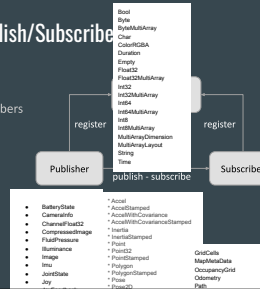 lish/Subscribe
Bool
Byte
ByteMultiArray
Char
ColorRGBA
Duration
Empty
Float32
Float32MultiArray
Int32
Int32MultiArray
Int64
Int64MultiArray
Int8
Int8MultiArray
MultiArrayDimension
MultiArrayLayout
String
Time
bers
register
register
Publisher
publish - subscribe
Subscribe
• BatteryState
• CameraInfo
• ChannelFloat32
• CompressedImage
• FluidPressure
• Illuminance
• Image
• Imu
• JointState
• Joy
* Accel
* AccelStamped
* AccelWithCovariance
* AccelWithCovarianceStamped
* Inertia
* InertiaStamped
* Point
* Point32
* PointStamped
* Polygon
* PolygonStamped
* Pose
* Pose2D
GridCells
MapMetaData
OccupancyGrid
Odometry
Path